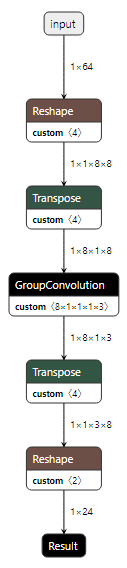 input
1×64
Reshape
custom ⟨4⟩
1×1×8×8
Transpose
custom ⟨4⟩
1×8×1×8
GroupConvolution
custom ⟨8×1×1×1×3⟩
1×8×1×3
Transpose
custom ⟨4⟩
1×1×3×8
Reshape
custom ⟨2⟩
1×24
Result